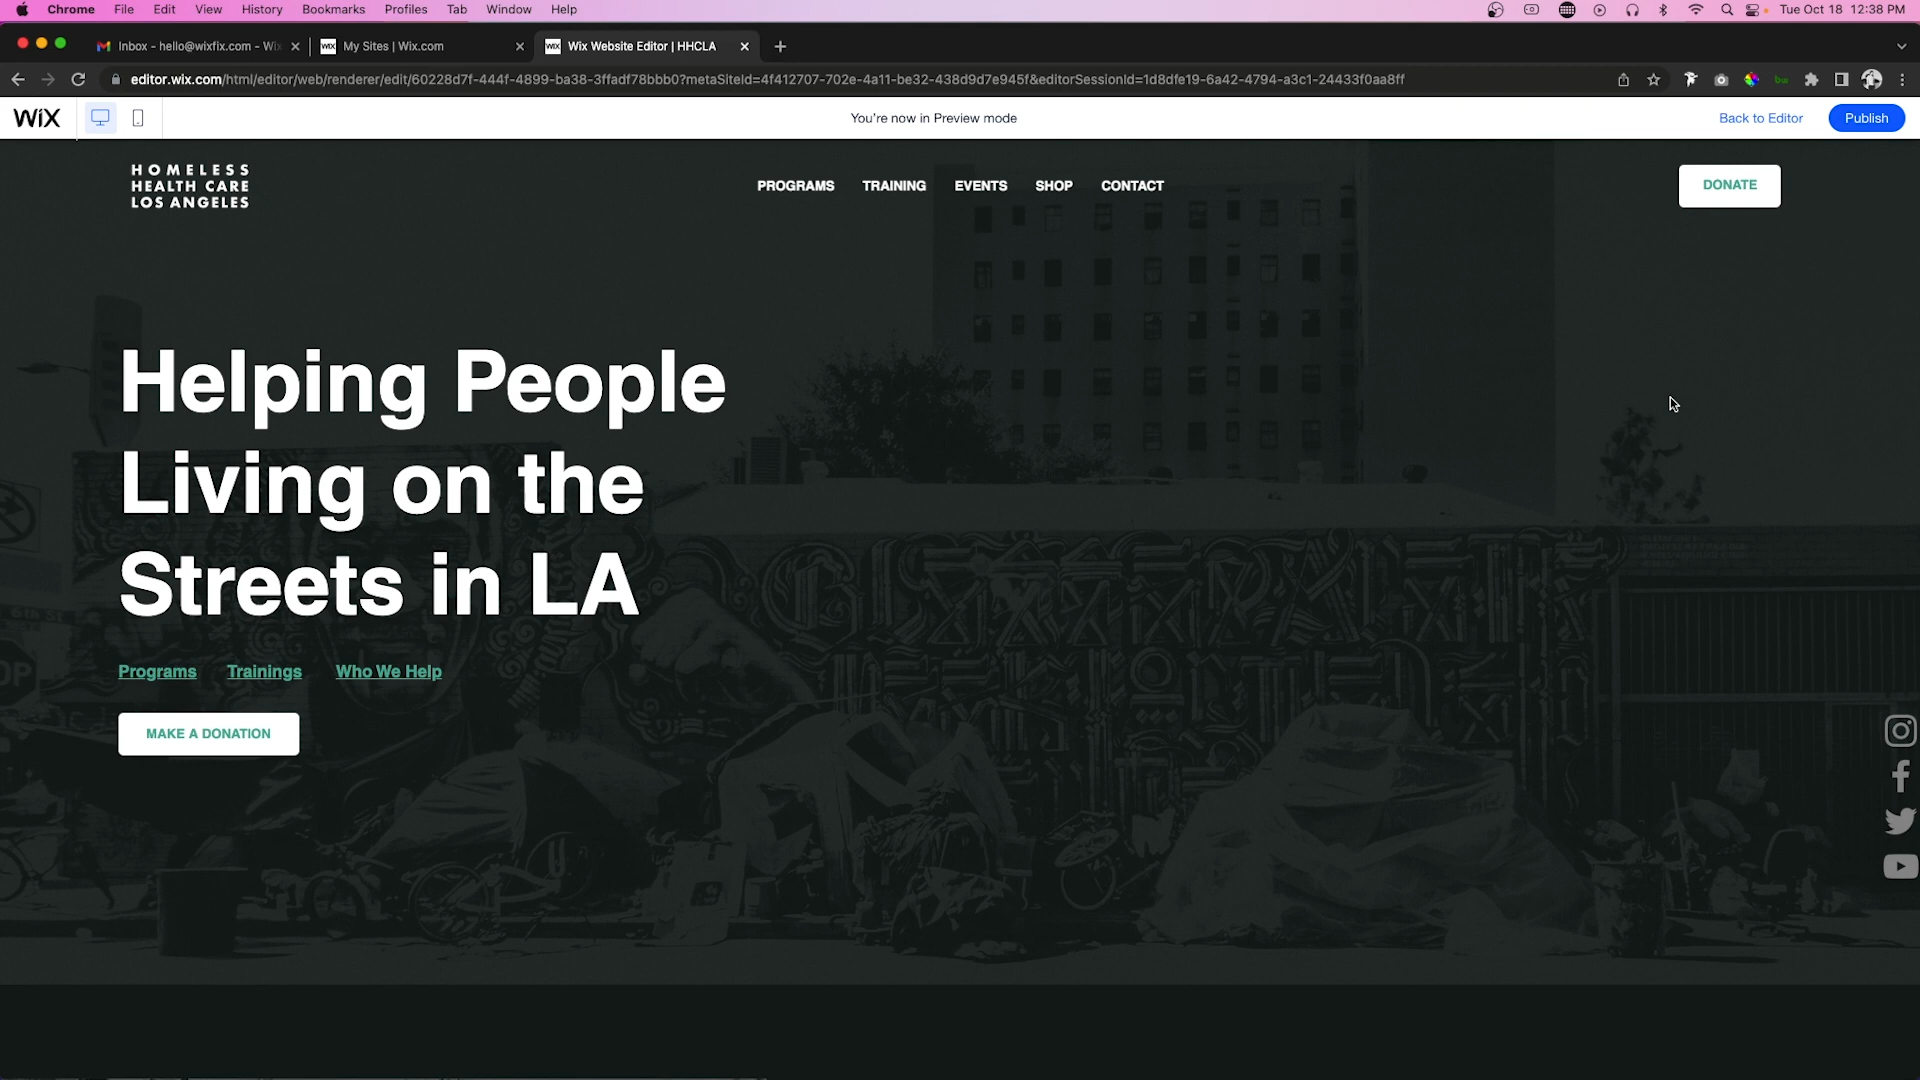 Chrome File Edit View History Bookmarks Profiles Tab Window Help Tue Oct 18 12:38 PM
Inbox - hello@wixfix.com - Wi My Sites | Wix.com Wix Website Editor | HHCLA
editor.wix.com/html/editor/web/renderer/edit/60228d7f-444f-4899-ba38-3ffadf78bbb0?metaSiteId=4f412707-702e-4a11-be32-438d9d7e945f&editorSessionId=1d8dfe19-6a42-4794-a3c1-24433f0aa8ff
WiX You're now in Preview mode Back to Editor Publish
HOMELESS
HEALTH CARE
LOS ANGELES
PROGRAMS TRAINING EVENTS SHOP CONTACT
DONATE
Helping People
Living on the
Streets in LA
Programs Trainings Who We Help
MAKE A DONATION